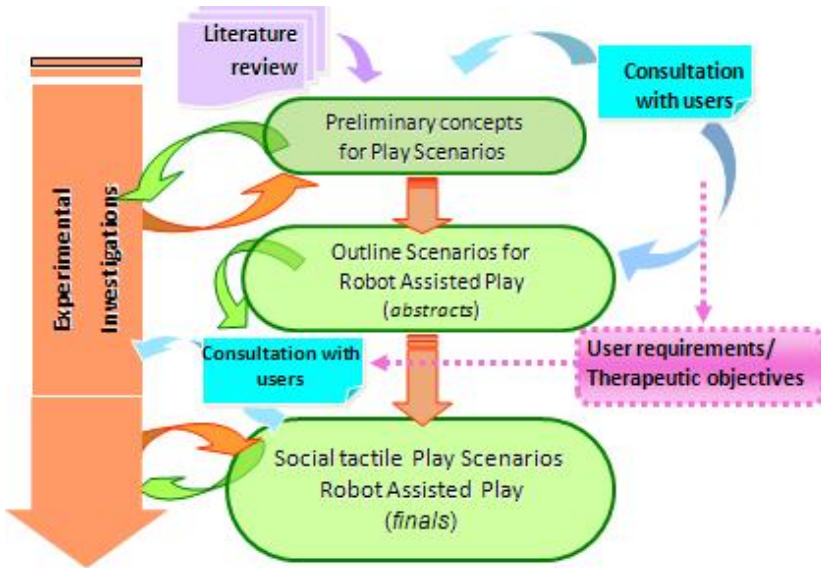 Literature
review
Consultation
with users
Preliminary concepts
for Play Scenarios
Experimental
Investigations
Outline Scenarios for
Robot Assisted Play
(abstracts)
Consultation with
users
User requirements/
Therapeutic objectives
Social tactile Play Scenarios
Robot Assisted Play
(finals)